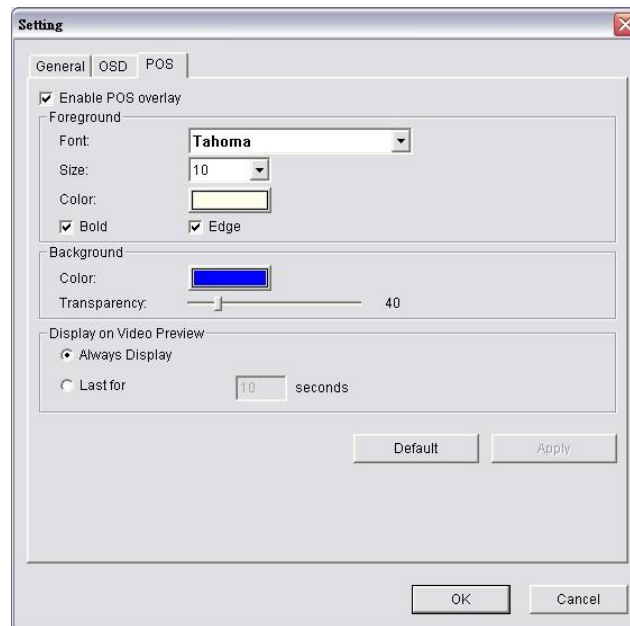 Setting
General OSD POS
Enable POS overlay
Foreground
Font: Tahoma
Size: 10
Color:
Bold Edge
Background
Color:
Transparency: 40
Display on Video Preview
Always Display
Last for 10 seconds
Default Apply
OK Cancel